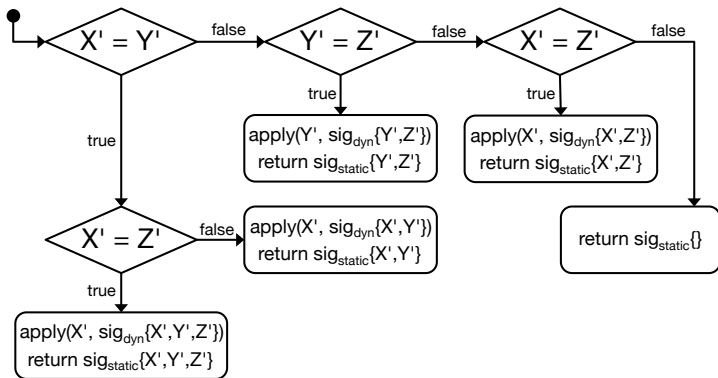 X' = Y'
false
Y' = Z'
false
X' = Z'
false
true
true
true
apply(Y', sig_dyn{Y',Z'})
return sig_static{Y',Z'}
apply(X', sig_dyn{X',Z'})
return sig_static{X',Z'}
X' = Z'
false
apply(X', sig_dyn{X',Y'})
return sig_static{X',Y'}
return sig_static{}
true
apply(X', sig_dyn{X',Y',Z'})
return sig_static{X',Y',Z'}